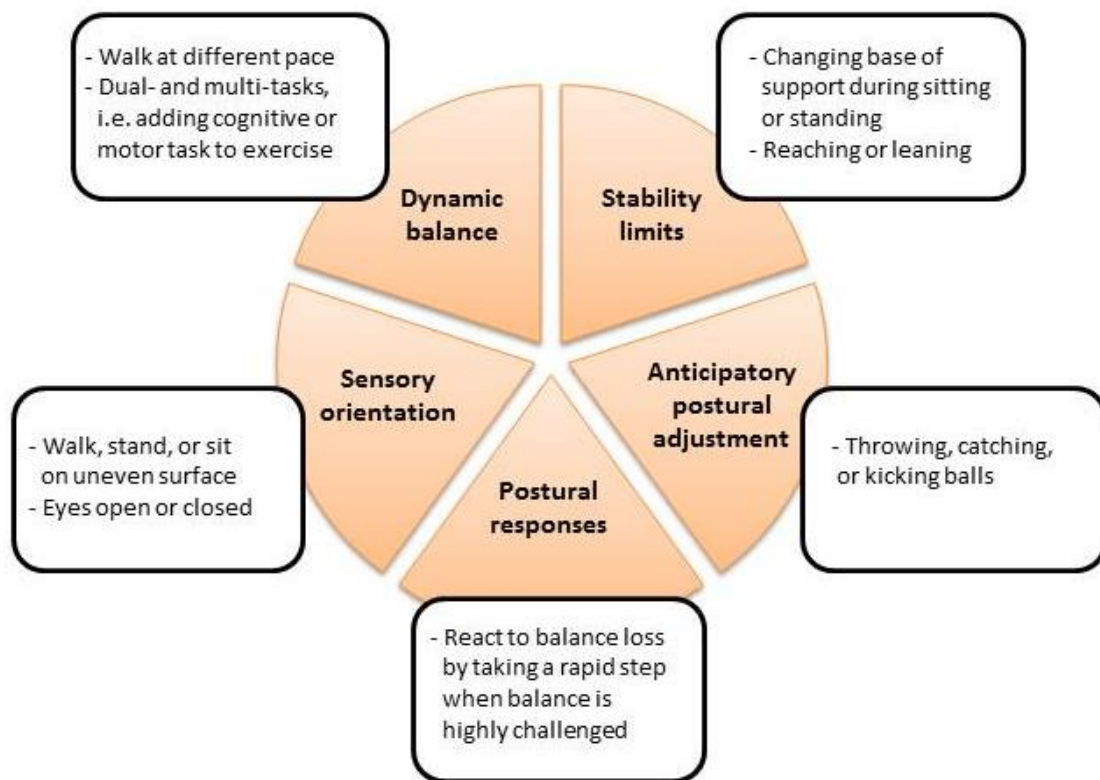 - Walk at different pace
- Dual- and multi-tasks,
i.e. adding cognitive or
motor task to exercise
- Changing base of
support during sitting
or standing
- Reaching or leaning
Dynamic
balance
Stability
limits
Sensory
orientation
Anticipatory
postural
adjustment
- Walk, stand, or sit
on uneven surface
- Eyes open or closed
- Throwing, catching,
or kicking balls
Postural
responses
- React to balance loss
by taking a rapid step
when balance is
highly challenged